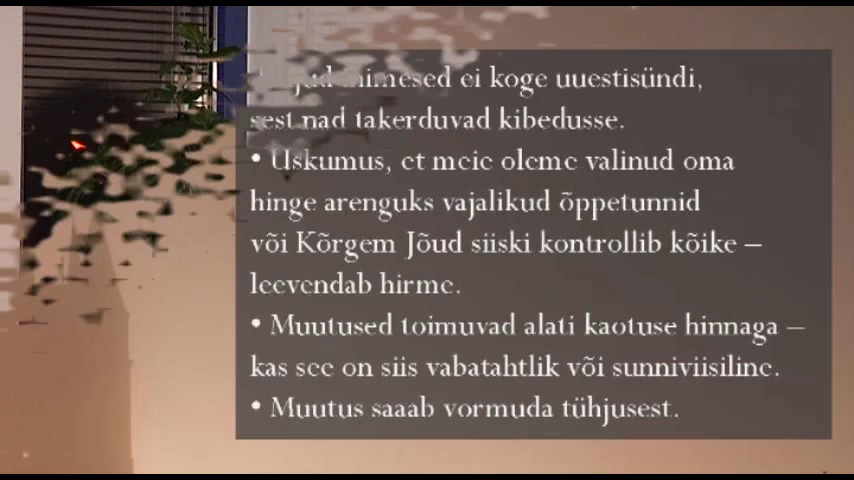 ei koge uuestisündi,
sest nad takerduvad kibedusse.
• Uskumus, et meie oleme valinud oma
hinge arenguks vajalikud õppetunnid
või Kõrgem Jõud siiski kontrollib kõike –
leevendab hirme.
• Muutused toimuvad alati kaotuse hinnaga –
kas see on siis vabatahtlik või sunniviisiline.
• Muutus saaab vormuda tühjusest.